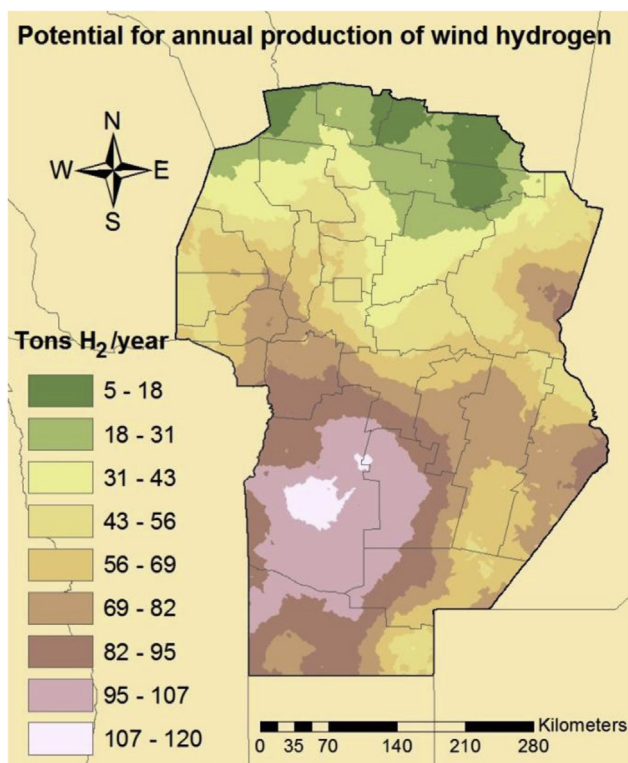 Potential for annual production of wind hydrogen
N
W E
S
Tons H₂/year
5 - 18
18 - 31
31 - 43
43 - 56
56 - 69
69 - 82
82 - 95
95 - 107
107 - 120
Kilometers
0 35 70 140 210 280